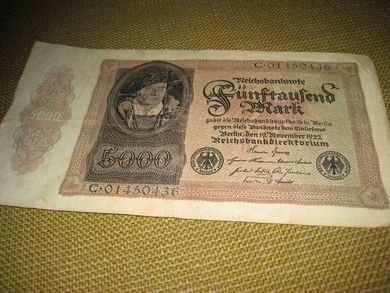 C·01450436
Reichsbanknote
Fünftausend
Mark
zahlt die Reichsbankhauptkasse in Berlin
gegen diese Banknote dem Einlieferer
Berlin, den 19. November 1922
Reichsbankdirektorium
5000
5000
C·01450436